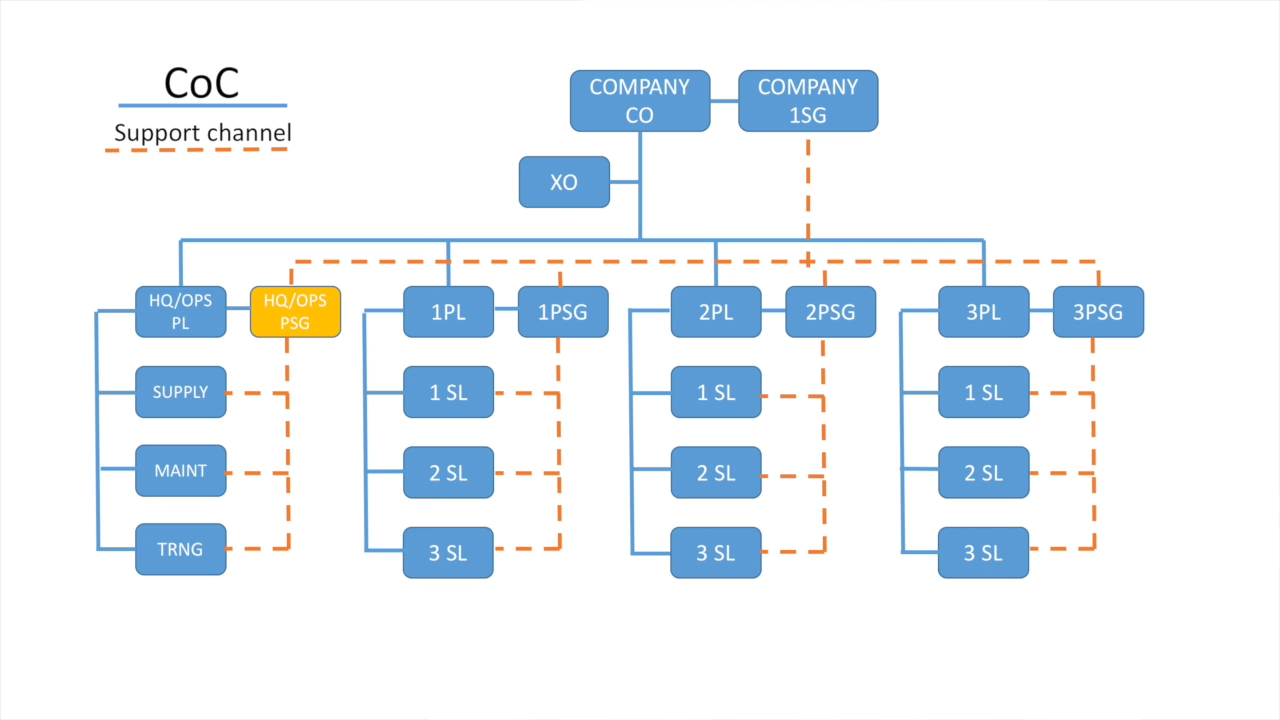 CoC
Support channel
COMPANY
CO
COMPANY
1SG
XO
HQ/OPS
PL
HQ/OPS
PSG
1PL
1PSG
2PL
2PSG
3PL
3PSG
SUPPLY
1 SL
1 SL
1 SL
MAINT
2 SL
2 SL
2 SL
TRNG
3 SL
3 SL
3 SL